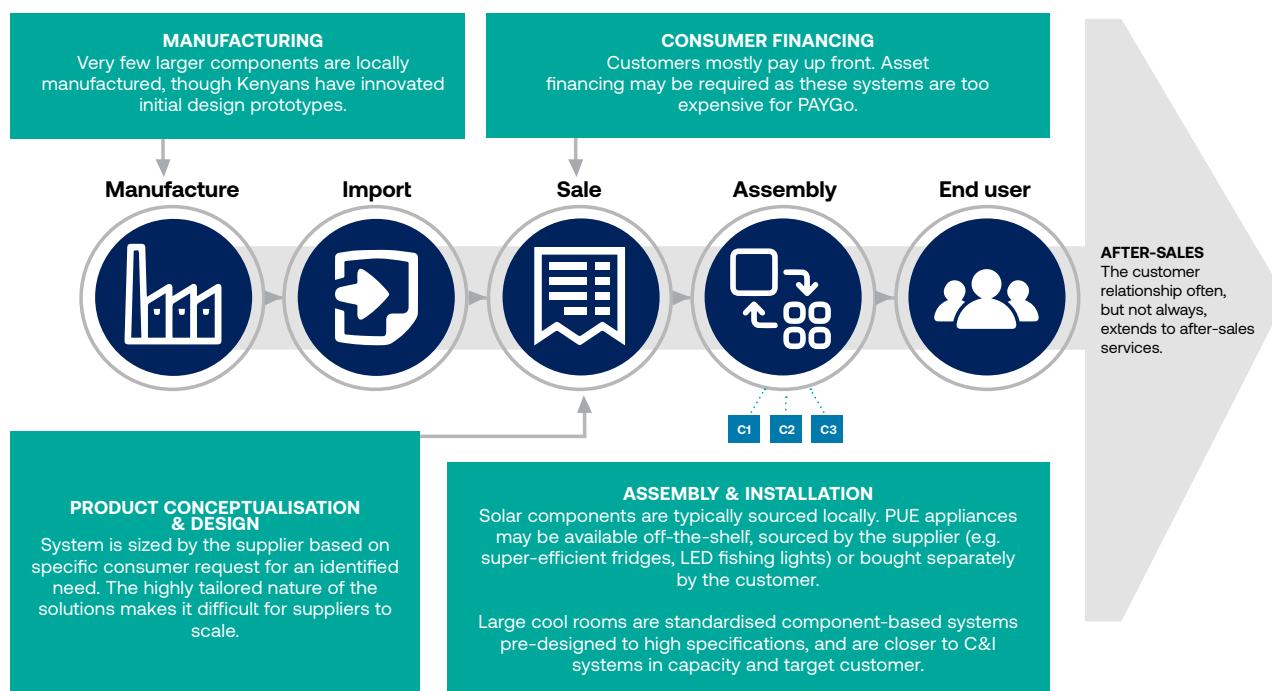 MANUFACTURING
Very few larger components are locally
manufactured, though Kenyans have innovated
initial design prototypes.
CONSUMER FINANCING
Customers mostly pay up front. Asset
financing may be required as these systems are too
expensive for PAYGo.
Manufacture
Import
Sale
Assembly
End user
AFTER-SALES
The customer
relationship often,
but not always,
extends to after-sales
services.
C1
C2
C3
PRODUCT CONCEPTUALISATION
& DESIGN
System is sized by the supplier based on
specific consumer request for an identified
need. The highly tailored nature of the
solutions makes it difficult for suppliers to
scale.
ASSEMBLY & INSTALLATION
Solar components are typically sourced locally. PUE appliances
may be available off-the-shelf, sourced by the supplier (e.g.
super-efficient fridges, LED fishing lights) or bought separately
by the customer.
Large cool rooms are standardised component-based systems
pre-designed to high specifications, and are closer to C&I
systems in capacity and target customer.